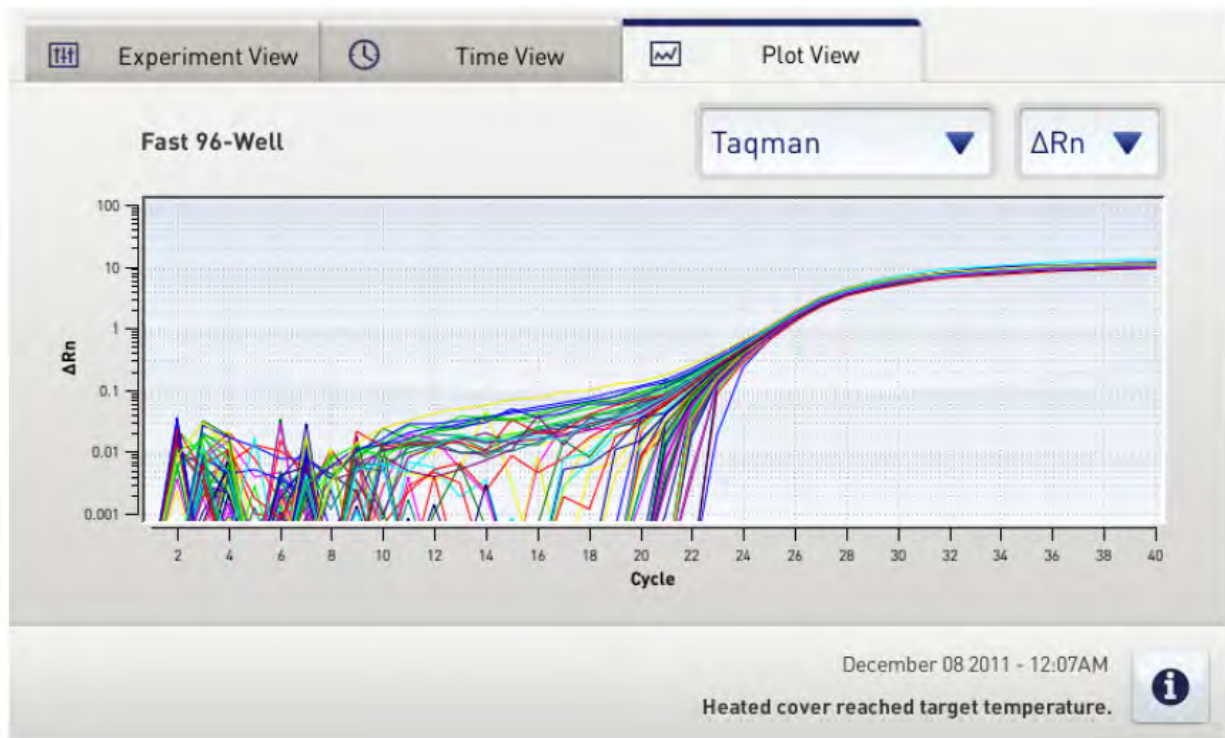 Experiment View
Time View
Plot View
Fast 96-Well
Taqman
ΔRn
100
10
1
0.1
0.01
0.001
ΔRn
2 4 6 8 10 12 14 16 18 20 22 24 26 28 30 32 34 36 38 40
Cycle
December 08 2011 - 12:07AM
Heated cover reached target temperature.